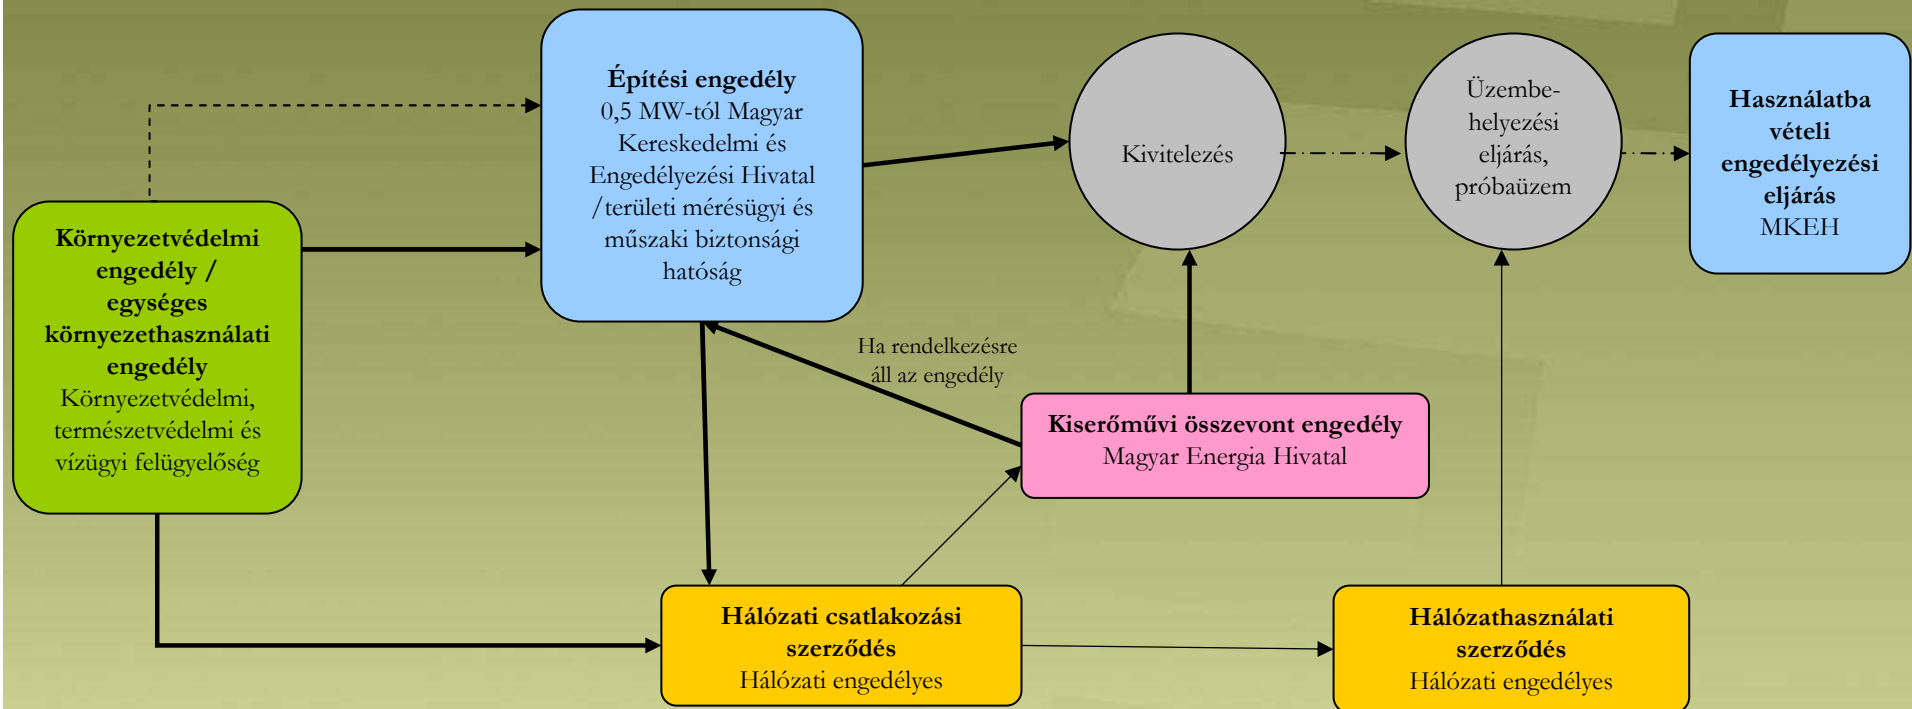 Építési engedély
0,5 MW-tól Magyar
Kereskedelmi és
Engedélyezési Hivatal
/területi mérésügyi és
műszaki biztonsági
hatóság
Kivitelezés
Üzembe-
helyezési
eljárás,
próbaüzem
Használatba
vételi
engedélyezési
eljárás
MKEH
Környezetvédelmi
engedély /
egységes
környezethasználati
engedély
Környezetvédelmi,
természetvédelmi és
vízügyi felügyelőség
Ha rendelkezésre
áll az engedély
Kiserőművi összevont engedély
Magyar Energia Hivatal
Hálózati csatlakozási
szerződés
Hálózati engedélyes
Hálózathasználati
szerződés
Hálózati engedélyes